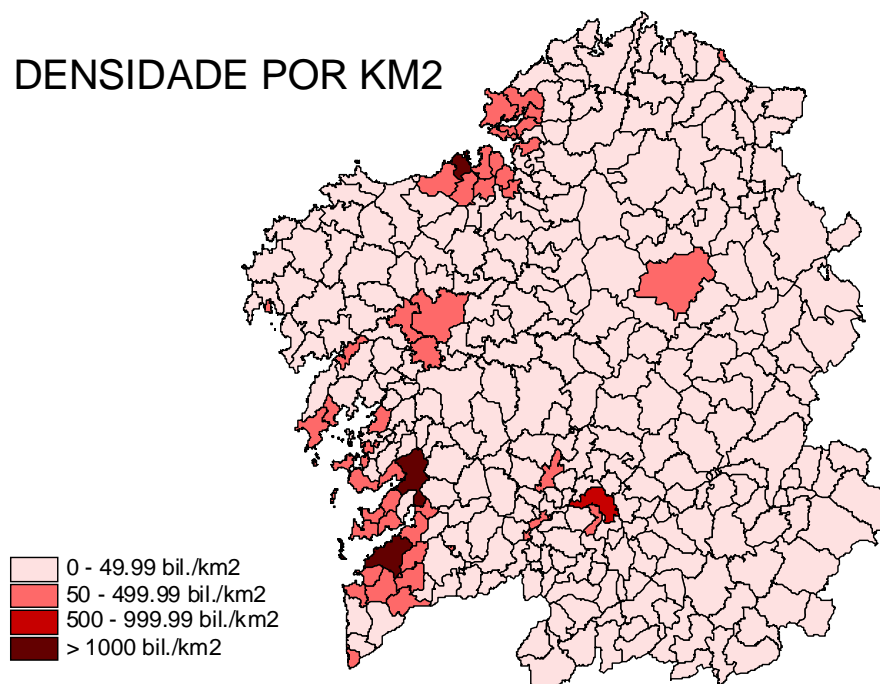 DENSIDADE POR KM2
0 - 49.99 bil./km2
50 - 499.99 bil./km2
500 - 999.99 bil./km2
> 1000 bil./km2